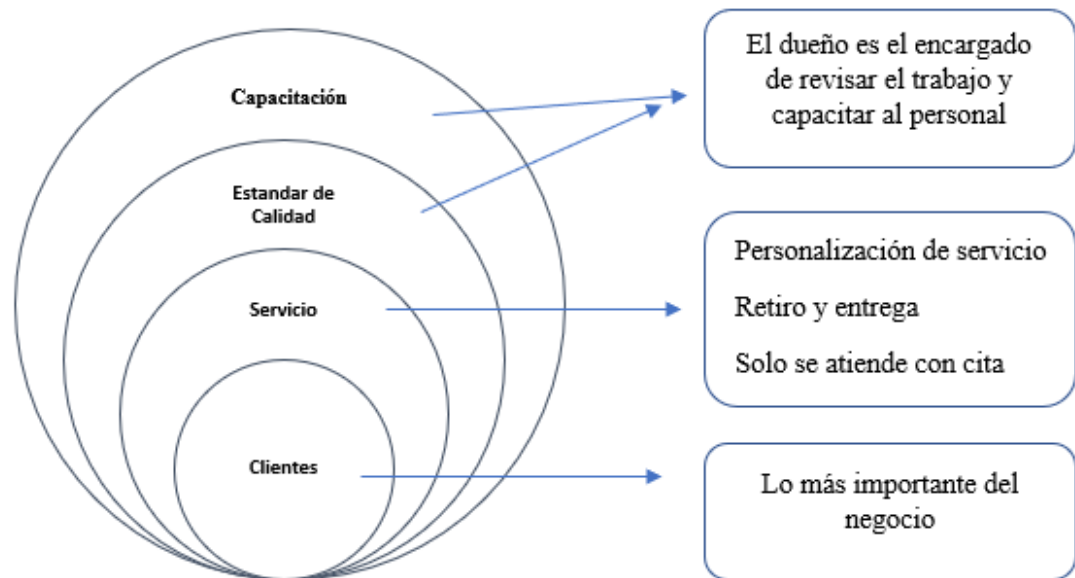 Capacitación
El dueño es el encargado
de revisar el trabajo y
capacitar al personal
Estandar de
Calidad
Servicio
Personalización de servicio
Retiro y entrega
Solo se atiende con cita
Clientes
Lo más importante del
negocio